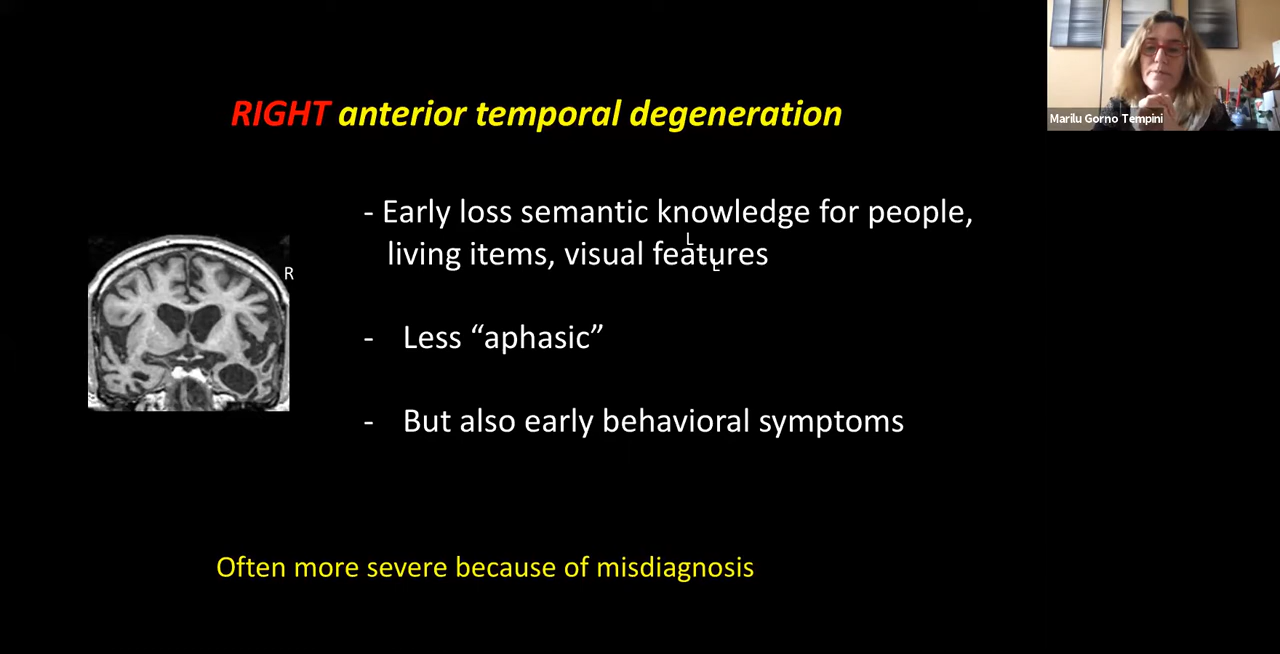 RIGHT anterior temporal degeneration
Marilu Gorno Tempini
- Early loss semantic knowledge for people,
living items, visual features
L
L
R
- Less “aphasic”
- But also early behavioral symptoms
Often more severe because of misdiagnosis